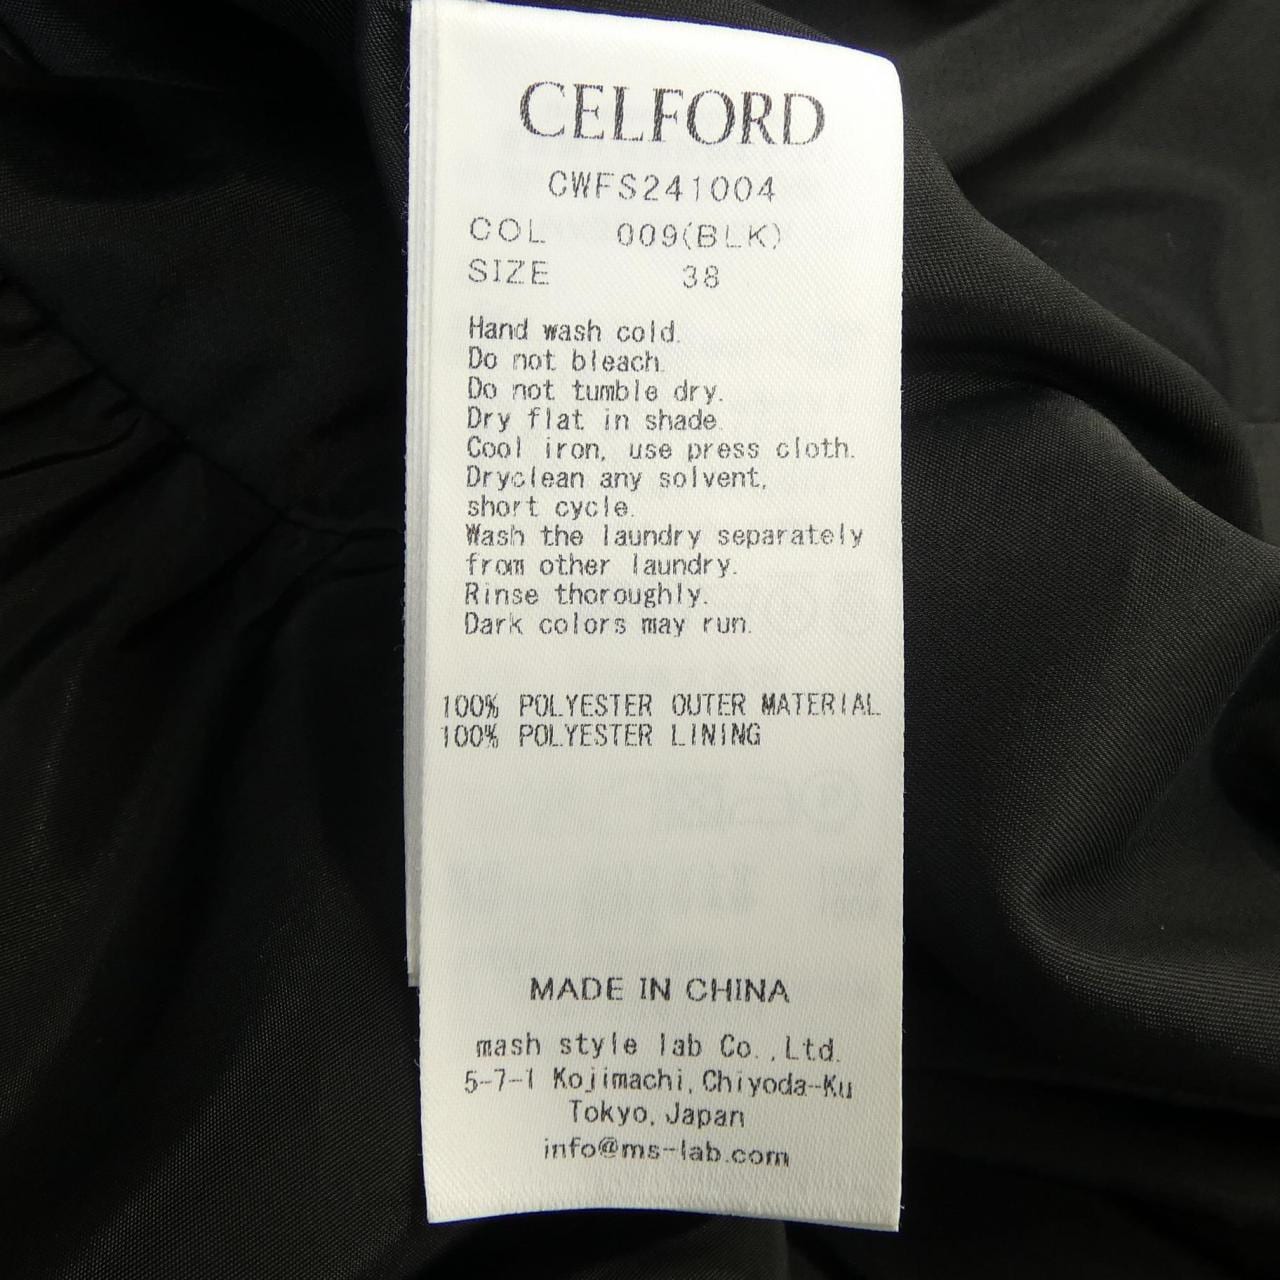 CELFORD
CWFS241004
COL 009(BLK)
SIZE 38
Hand wash cold.
Do not bleach.
Do not tumble dry.
Dry flat in shade.
Cool iron, use press cloth.
Dryclean any solvent,
short cycle.
Wash the laundry separately
from other laundry.
Rinse thoroughly.
Dark colors may run.
100% POLYESTER OUTER MATERIAL
100% POLYESTER LINING
MADE IN CHINA
mash style lab Co.,Ltd.
5-7-1 Kojimachi,Chiyoda-Ku
Tokyo,Japan
info@ms-lab.com